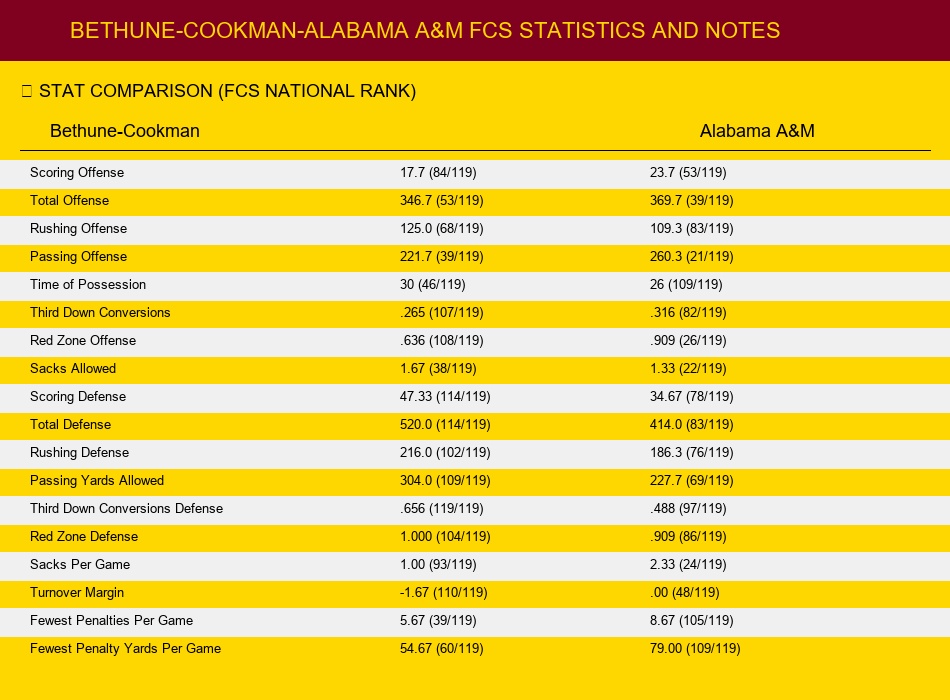 BETHUNE-COOKMAN-ALABAMA A&M FCS STATISTICS AND NOTES
STAT COMPARISON (FCS NATIONAL RANK)
Bethune-Cookman Alabama A&M
Scoring Offense 17.7 (84/119) 23.7 (53/119)
Total Offense 346.7 (53/119) 369.7 (39/119)
Rushing Offense 125.0 (68/119) 109.3 (83/119)
Passing Offense 221.7 (39/119) 260.3 (21/119)
Time of Possession 30 (46/119) 26 (109/119)
Third Down Conversions .265 (107/119) .316 (82/119)
Red Zone Offense .636 (108/119) .909 (26/119)
Sacks Allowed 1.67 (38/119) 1.33 (22/119)
Scoring Defense 47.33 (114/119) 34.67 (78/119)
Total Defense 520.0 (114/119) 414.0 (83/119)
Rushing Defense 216.0 (102/119) 186.3 (76/119)
Passing Yards Allowed 304.0 (109/119) 227.7 (69/119)
Third Down Conversions Defense .656 (119/119) .488 (97/119)
Red Zone Defense 1.000 (104/119) .909 (86/119)
Sacks Per Game 1.00 (93/119) 2.33 (24/119)
Turnover Margin -1.67 (110/119) .00 (48/119)
Fewest Penalties Per Game 5.67 (39/119) 8.67 (105/119)
Fewest Penalty Yards Per Game 54.67 (60/119) 79.00 (109/119)